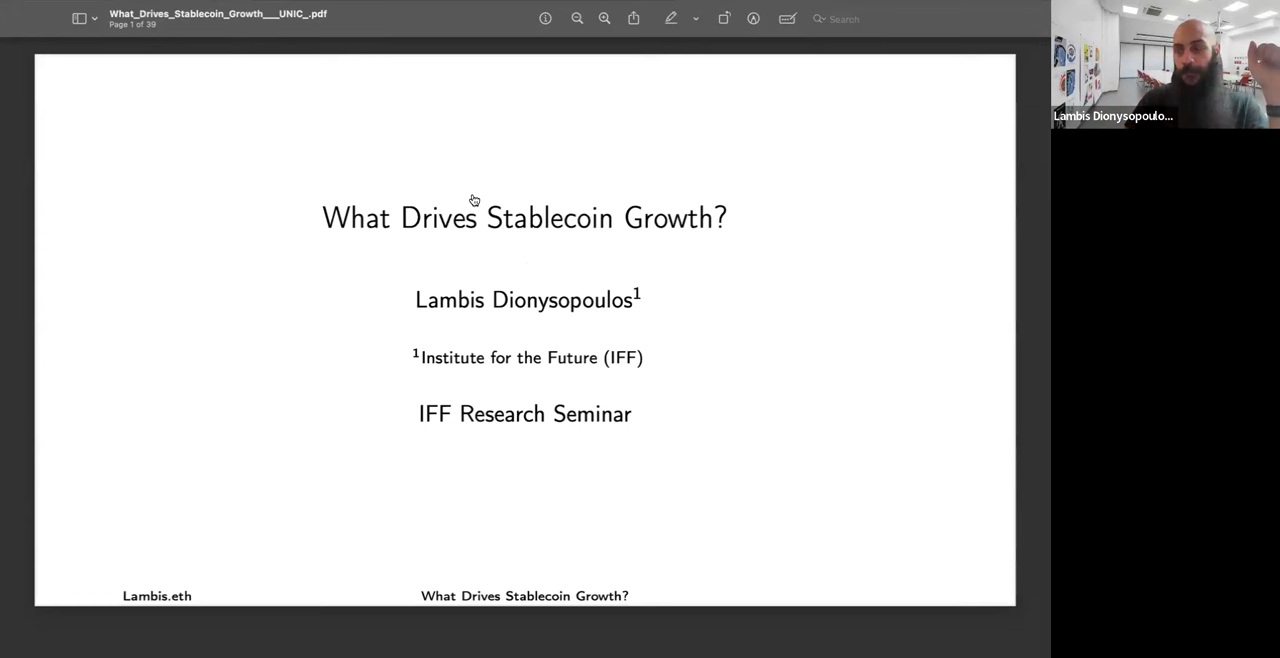 What_Drives_Stablecoin_Growth___UNIC_.pdf
Page 1 of 39
Search
Lambis Dionysopoulo...
What Drives Stablecoin Growth?
Lambis Dionysopoulos¹
¹Institute for the Future (IFF)
IFF Research Seminar
Lambis.eth
What Drives Stablecoin Growth?